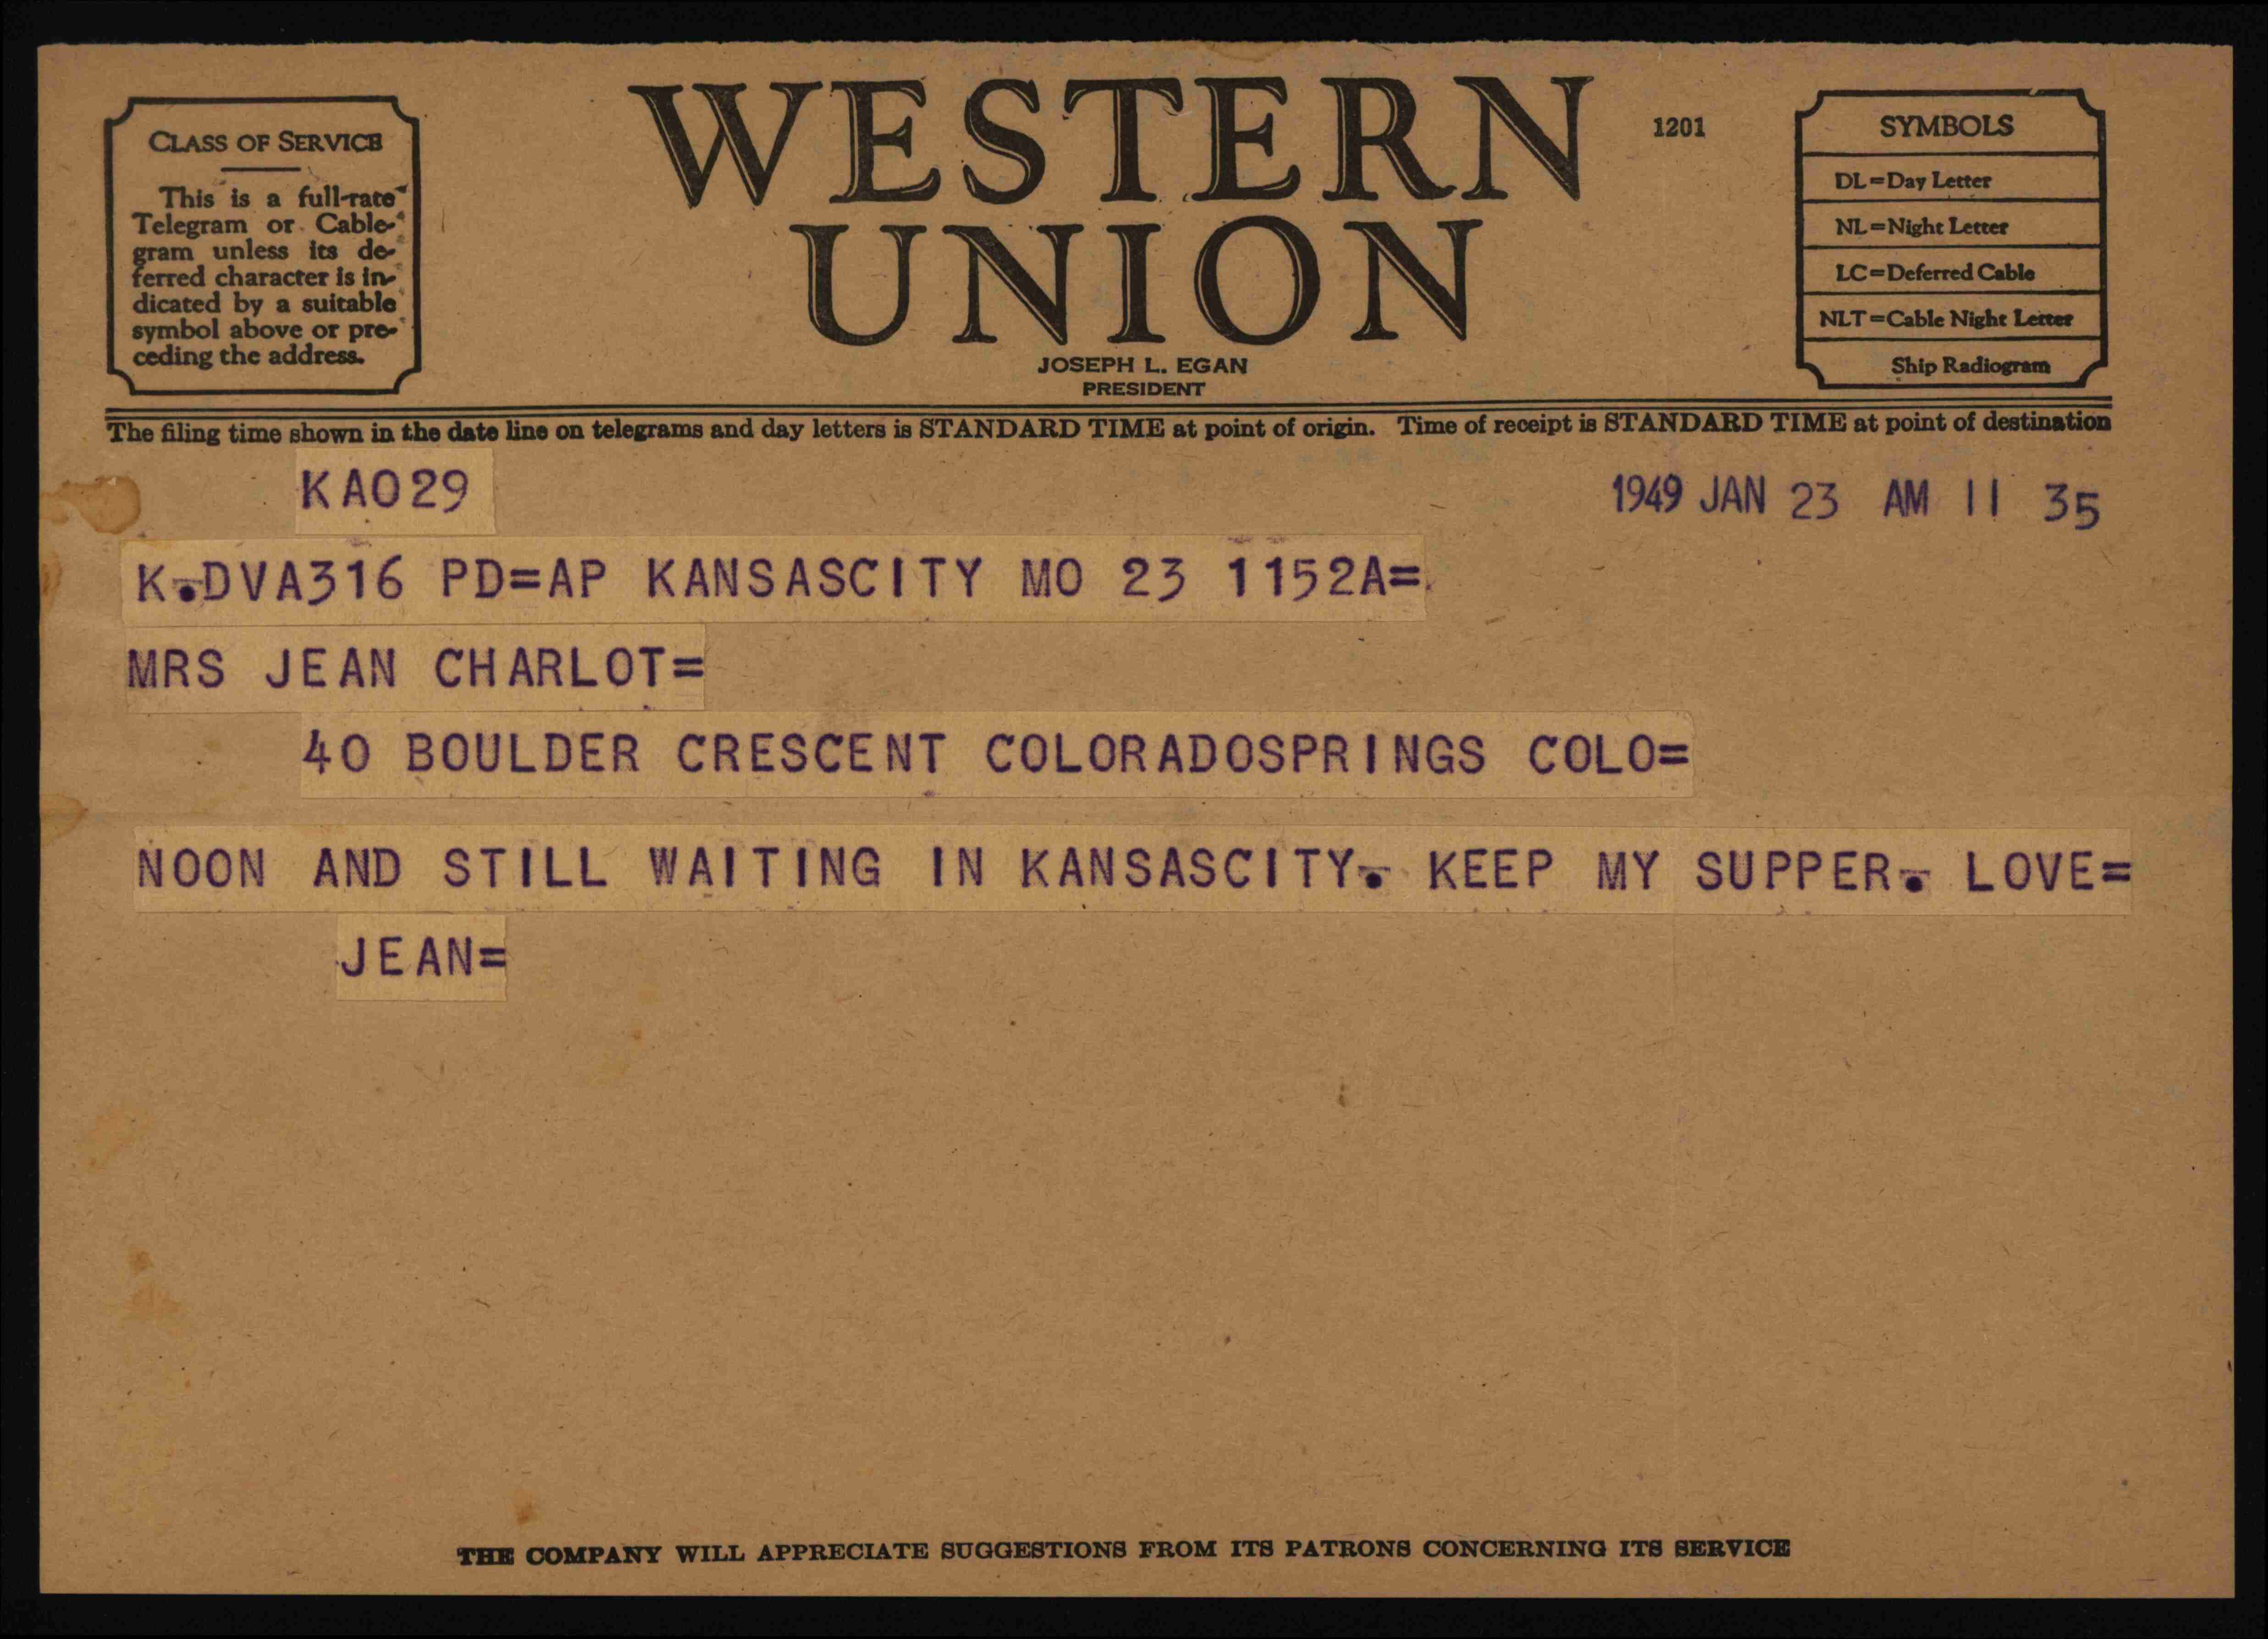 CLASS OF SERVICE
This is a full-rate
Telegram or Cable-
gram unless its de-
ferred character is in-
dicated by a suitable
symbol above or pre-
ceding the address.
WESTERN
UNION
1201
JOSEPH L. EGAN
PRESIDENT
SYMBOLS
DL=Day Letter
NL=Night Letter
LC=Deferred Cable
NLT=Cable Night Letter
Ship Radiogram
The filing time shown in the date line on telegrams and day letters is STANDARD TIME at point of origin. Time of receipt is STANDARD TIME at point of destination
KA029
1949 JAN 23 AM 11 35
K.DVA316 PD=AP KANSASCITY MO 23 1152A=
MRS JEAN CHARLOT=
40 BOULDER CRESCENT COLORADOSPRINGS COLO=
NOON AND STILL WAITING IN KANSASCITY. KEEP MY SUPPER. LOVE=
JEAN=
THE COMPANY WILL APPRECIATE SUGGESTIONS FROM ITS PATRONS CONCERNING ITS SERVICE